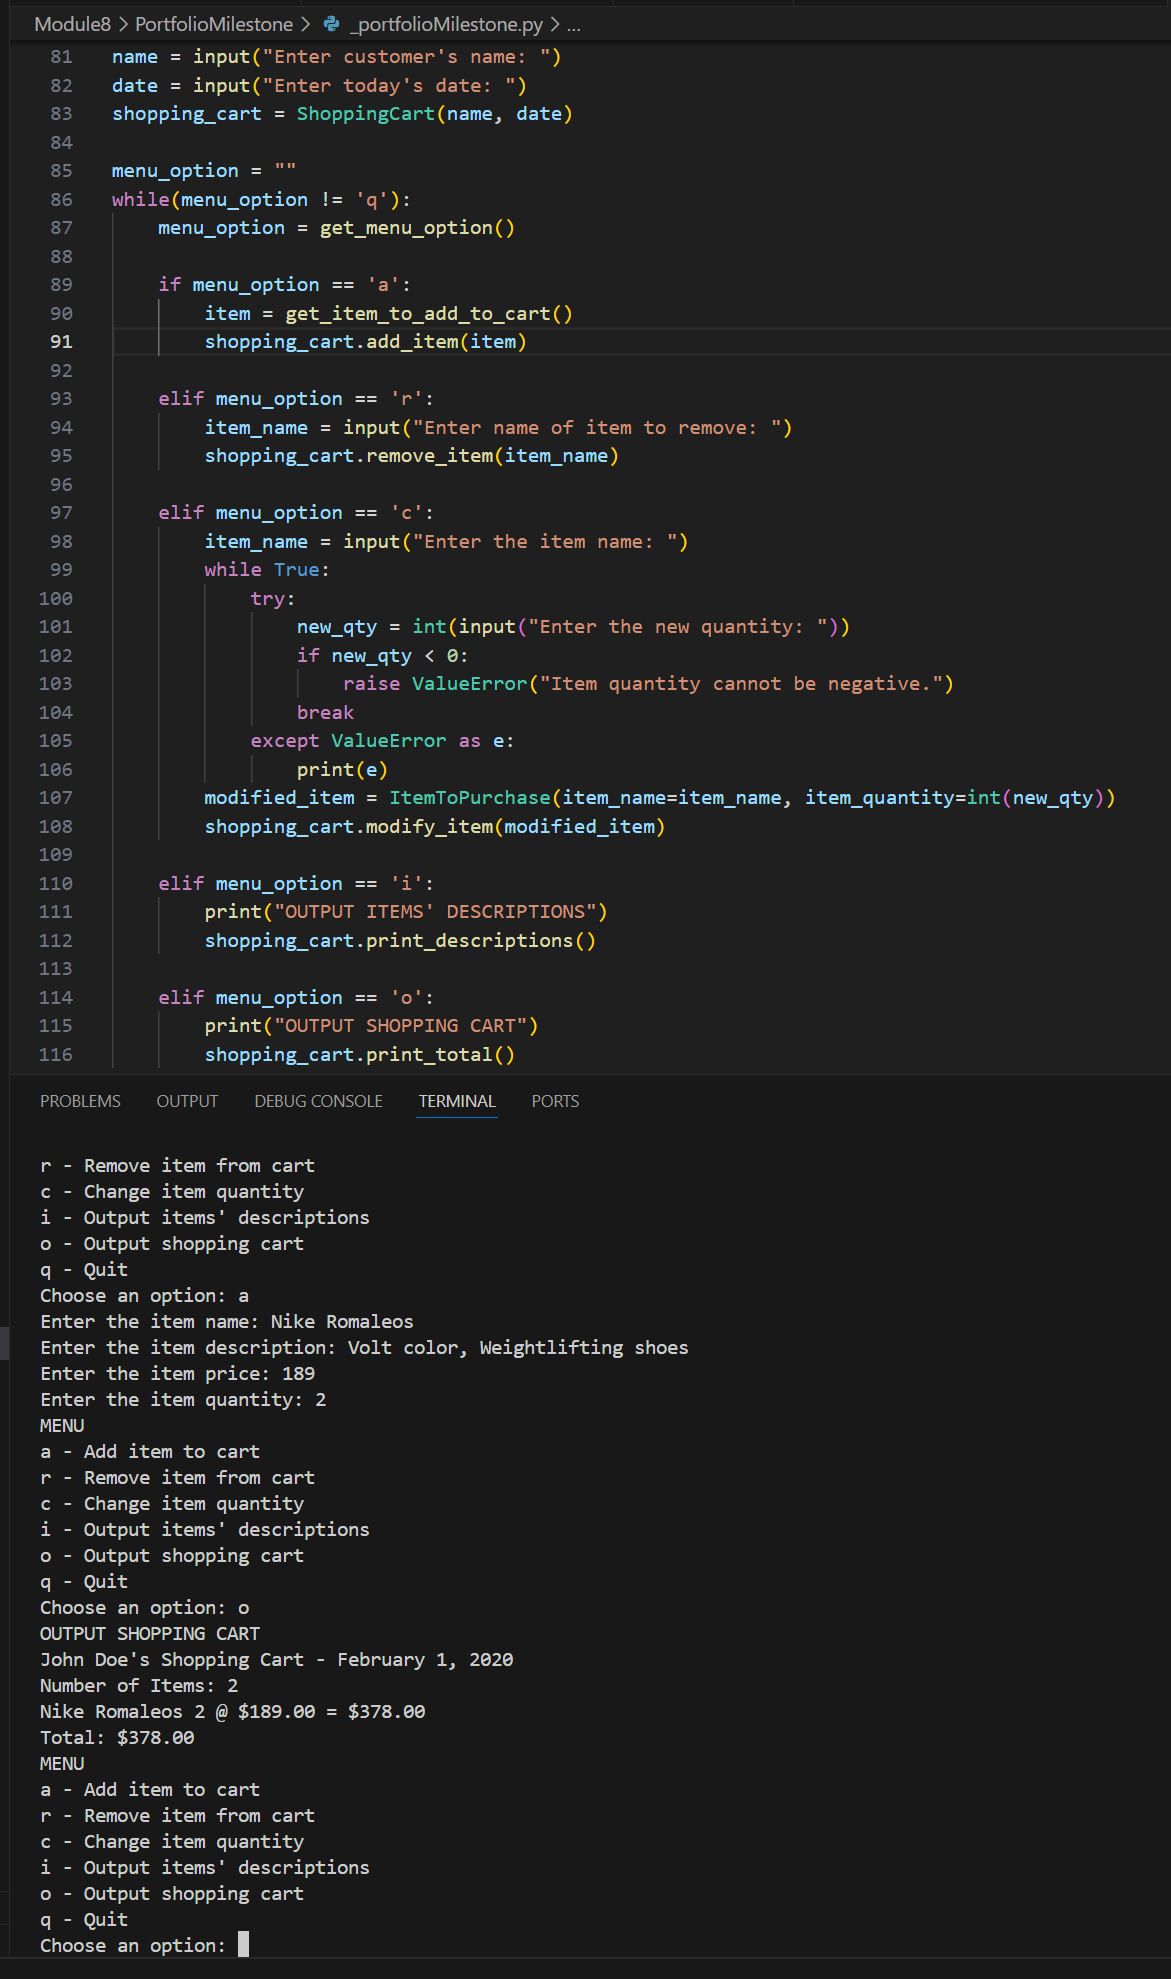 Module8 > PortfolioMilestone > _portfolioMilestone.py > ...
81 name = input("Enter customer's name: ")
82 date = input("Enter today's date: ")
83 shopping_cart = ShoppingCart(name, date)
84
85 menu_option = ""
86 while(menu_option != 'q'):
87     menu_option = get_menu_option()
88
89     if menu_option == 'a':
90         item = get_item_to_add_to_cart()
91         shopping_cart.add_item(item)
92
93     elif menu_option == 'r':
94         item_name = input("Enter name of item to remove: ")
95         shopping_cart.remove_item(item_name)
96
97     elif menu_option == 'c':
98         item_name = input("Enter the item name: ")
99         while True:
100             try:
101                 new_qty = int(input("Enter the new quantity: "))
102                 if new_qty < 0:
103                     raise ValueError("Item quantity cannot be negative.")
104                 break
105             except ValueError as e:
106                 print(e)
107         modified_item = ItemToPurchase(item_name=item_name, item_quantity=int(new_qty))
108         shopping_cart.modify_item(modified_item)
109
110     elif menu_option == 'i':
111         print("OUTPUT ITEMS' DESCRIPTIONS")
112         shopping_cart.print_descriptions()
113
114     elif menu_option == 'o':
115         print("OUTPUT SHOPPING CART")
116         shopping_cart.print_total()
PROBLEMS OUTPUT DEBUG CONSOLE TERMINAL PORTS
r - Remove item from cart
c - Change item quantity
i - Output items' descriptions
o - Output shopping cart
q - Quit
Choose an option: a
Enter the item name: Nike Romaleos
Enter the item description: Volt color, Weightlifting shoes
Enter the item price: 189
Enter the item quantity: 2
MENU
a - Add item to cart
r - Remove item from cart
c - Change item quantity
i - Output items' descriptions
o - Output shopping cart
q - Quit
Choose an option: o
OUTPUT SHOPPING CART
John Doe's Shopping Cart - February 1, 2020
Number of Items: 2
Nike Romaleos 2 @ $189.00 = $378.00
Total: $378.00
MENU
a - Add item to cart
r - Remove item from cart
c - Change item quantity
i - Output items' descriptions
o - Output shopping cart
q - Quit
Choose an option: